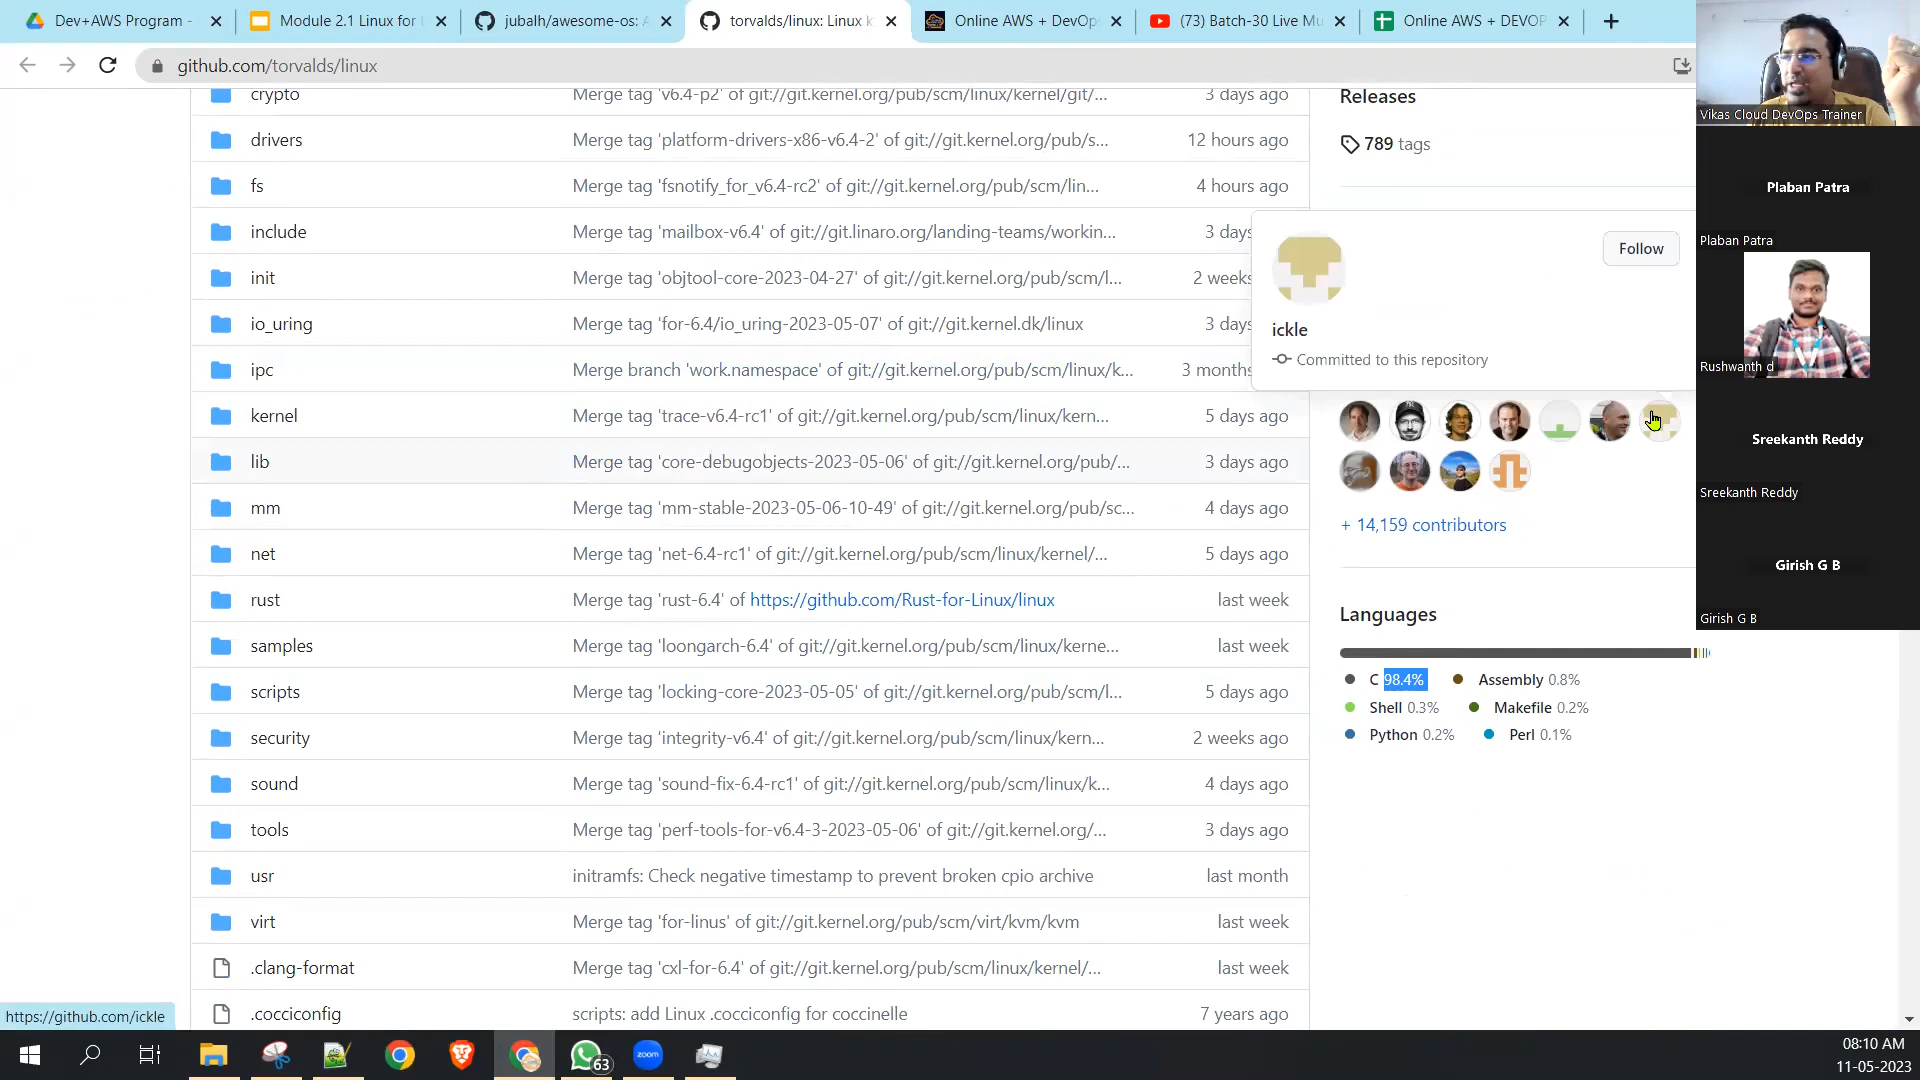 Dev+AWS Program -
Module 2.1 Linux for
jubalh/awesome-os: A
torvalds/linux: Linux k
Online AWS + DevOp
(73) Batch-30 Live Mu
Online AWS + DEVOP
github.com/torvalds/linux
crypto Merge tag 'v6.4-p2' of git://git.kernel.org/pub/scm/linux/kernel/git/... 3 days ago
drivers Merge tag 'platform-drivers-x86-v6.4-2' of git://git.kernel.org/pub/s... 12 hours ago
fs Merge tag 'fsnotify_for_v6.4-rc2' of git://git.kernel.org/pub/scm/lin... 4 hours ago
include Merge tag 'mailbox-v6.4' of git://git.linaro.org/landing-teams/workin... 3 days
init Merge tag 'objtool-core-2023-04-27' of git://git.kernel.org/pub/scm/l... 2 weeks
io_uring Merge tag 'for-6.4/io_uring-2023-05-07' of git://git.kernel.dk/linux 3 days
ipc Merge branch 'work.namespace' of git://git.kernel.org/pub/scm/linux/k... 3 months
kernel Merge tag 'trace-v6.4-rc1' of git://git.kernel.org/pub/scm/linux/kern... 5 days ago
lib Merge tag 'core-debugobjects-2023-05-06' of git://git.kernel.org/pub/... 3 days ago
mm Merge tag 'mm-stable-2023-05-06-10-49' of git://git.kernel.org/pub/sc... 4 days ago
net Merge tag 'net-6.4-rc1' of git://git.kernel.org/pub/scm/linux/kernel/... 5 days ago
rust Merge tag 'rust-6.4' of https://github.com/Rust-for-Linux/linux last week
samples Merge tag 'loongarch-6.4' of git://git.kernel.org/pub/scm/linux/kerne... last week
scripts Merge tag 'locking-core-2023-05-05' of git://git.kernel.org/pub/scm/l... 5 days ago
security Merge tag 'integrity-v6.4' of git://git.kernel.org/pub/scm/linux/kern... 2 weeks ago
sound Merge tag 'sound-fix-6.4-rc1' of git://git.kernel.org/pub/scm/linux/k... 4 days ago
tools Merge tag 'perf-tools-for-v6.4-3-2023-05-06' of git://git.kernel.org/... 3 days ago
usr initramfs: Check negative timestamp to prevent broken cpio archive last month
virt Merge tag 'for-linus' of git://git.kernel.org/pub/scm/virt/kvm/kvm last week
.clang-format Merge tag 'cxl-for-6.4' of git://git.kernel.org/pub/scm/linux/kernel/... last week
.cocciconfig scripts: add Linux .cocciconfig for coccinelle 7 years ago
Releases
789 tags
Follow
ickle
Committed to this repository
+ 14,159 contributors
Languages
C 98.4% Assembly 0.8%
Shell 0.3% Makefile 0.2%
Python 0.2% Perl 0.1%
Vikas Cloud DevOps Trainer
Plaban Patra
Plaban Patra
Rushwanth d
Sreekanth Reddy
Sreekanth Reddy
Girish G B
Girish G B
https://github.com/ickle
63
zoom
08:10 AM
11-05-2023